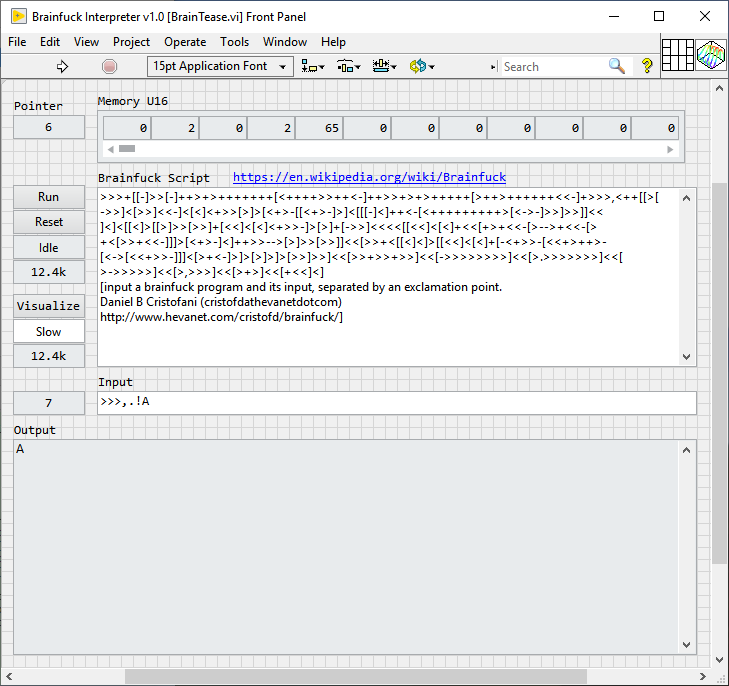 Brainfuck Interpreter v1.0 [BrainTease.vi] Front Panel
File Edit View Project Operate Tools Window Help
15pt Application Font
Search
Pointer
6
Memory U16
0 2 0 2 65 0 0 0 0 0 0 0
Brainfuck Script
https://en.wikipedia.org/wiki/Brainfuck
Run
Reset
Idle
12.4k
Visualize
Slow
12.4k
>>>+[[-]>>[-]++>+>+++++++[<++++>>++<-]++>>+>+>+++++[>++>++++++<<-]+>>>,<++[[>[
->>]<[>>]<<-]<[<]<+>>[>]>[<+>-[[<+>-]>]<[[[-]<]++<-[<+++++++++>[<->-]>>]>>]]<<
]<]<[[<]>[[>]>>[>>]+[<<]<[<]<+>>-]>[>]+[->>]<<<<[[<<]<[<]+<<[+>+<<-[>-->+<<-[>
+<[>>+<<-]]]>[<+>-]<]++>>-->[>]>>[>>]]<<[>>+<[[<]<]>[[<<]<[<]+[-<+>>-[<<+>++>-
[<->[<<+>>-]]]<[>+<-]>]>[>]>]>[>>]>>]<<[>>+>>+>>]<<[->>>>>>>>]<<[>.>>>>>>>]<<[
>->>>>>]<<[>,>>>]<<[>+>]<<[+<<]<]
[input a brainfuck program and its input, separated by an exclamation point.
Daniel B Cristofani (cristofdathevanetdotcom)
http://www.hevanet.com/cristofd/brainfuck/]
Input
7
>>>,.!A
Output
A